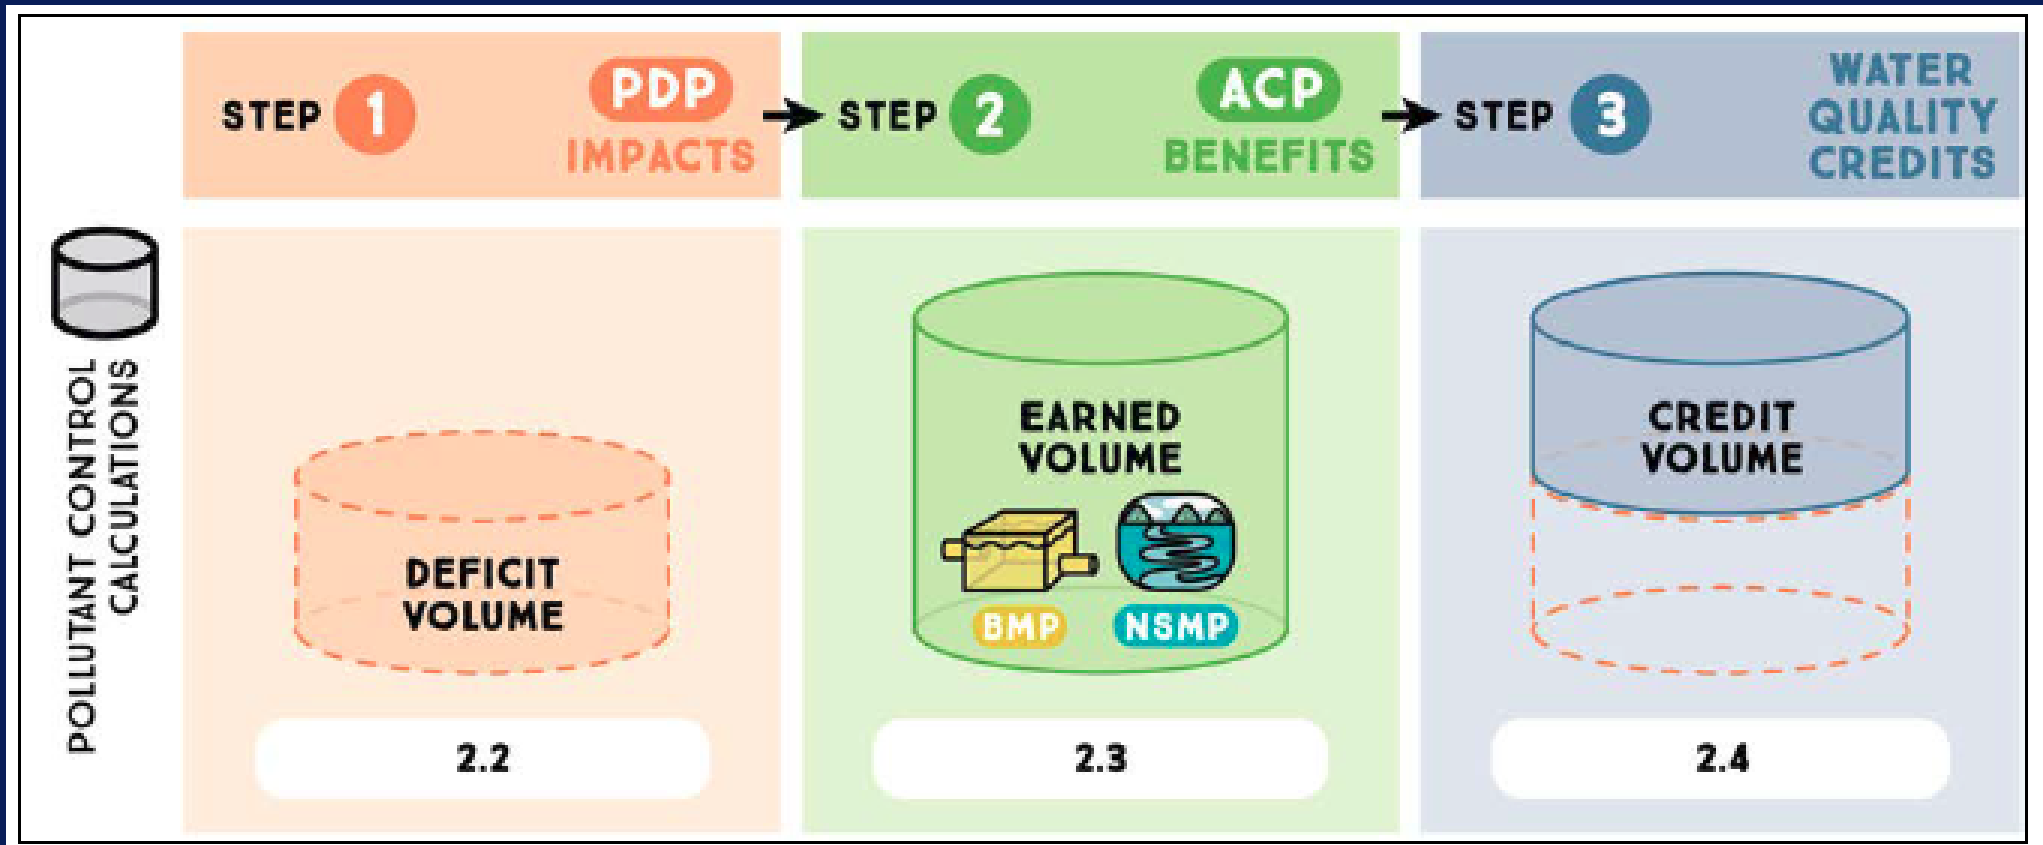 STEP 1
PDP
IMPACTS
STEP 2
ACP
BENEFITS
STEP 3
WATER
QUALITY
CREDITS
POLLUTANT CONTROL
CALCULATIONS
DEFICIT
VOLUME
2.2
EARNED
VOLUME
BMP
NSMP
2.3
CREDIT
VOLUME
2.4